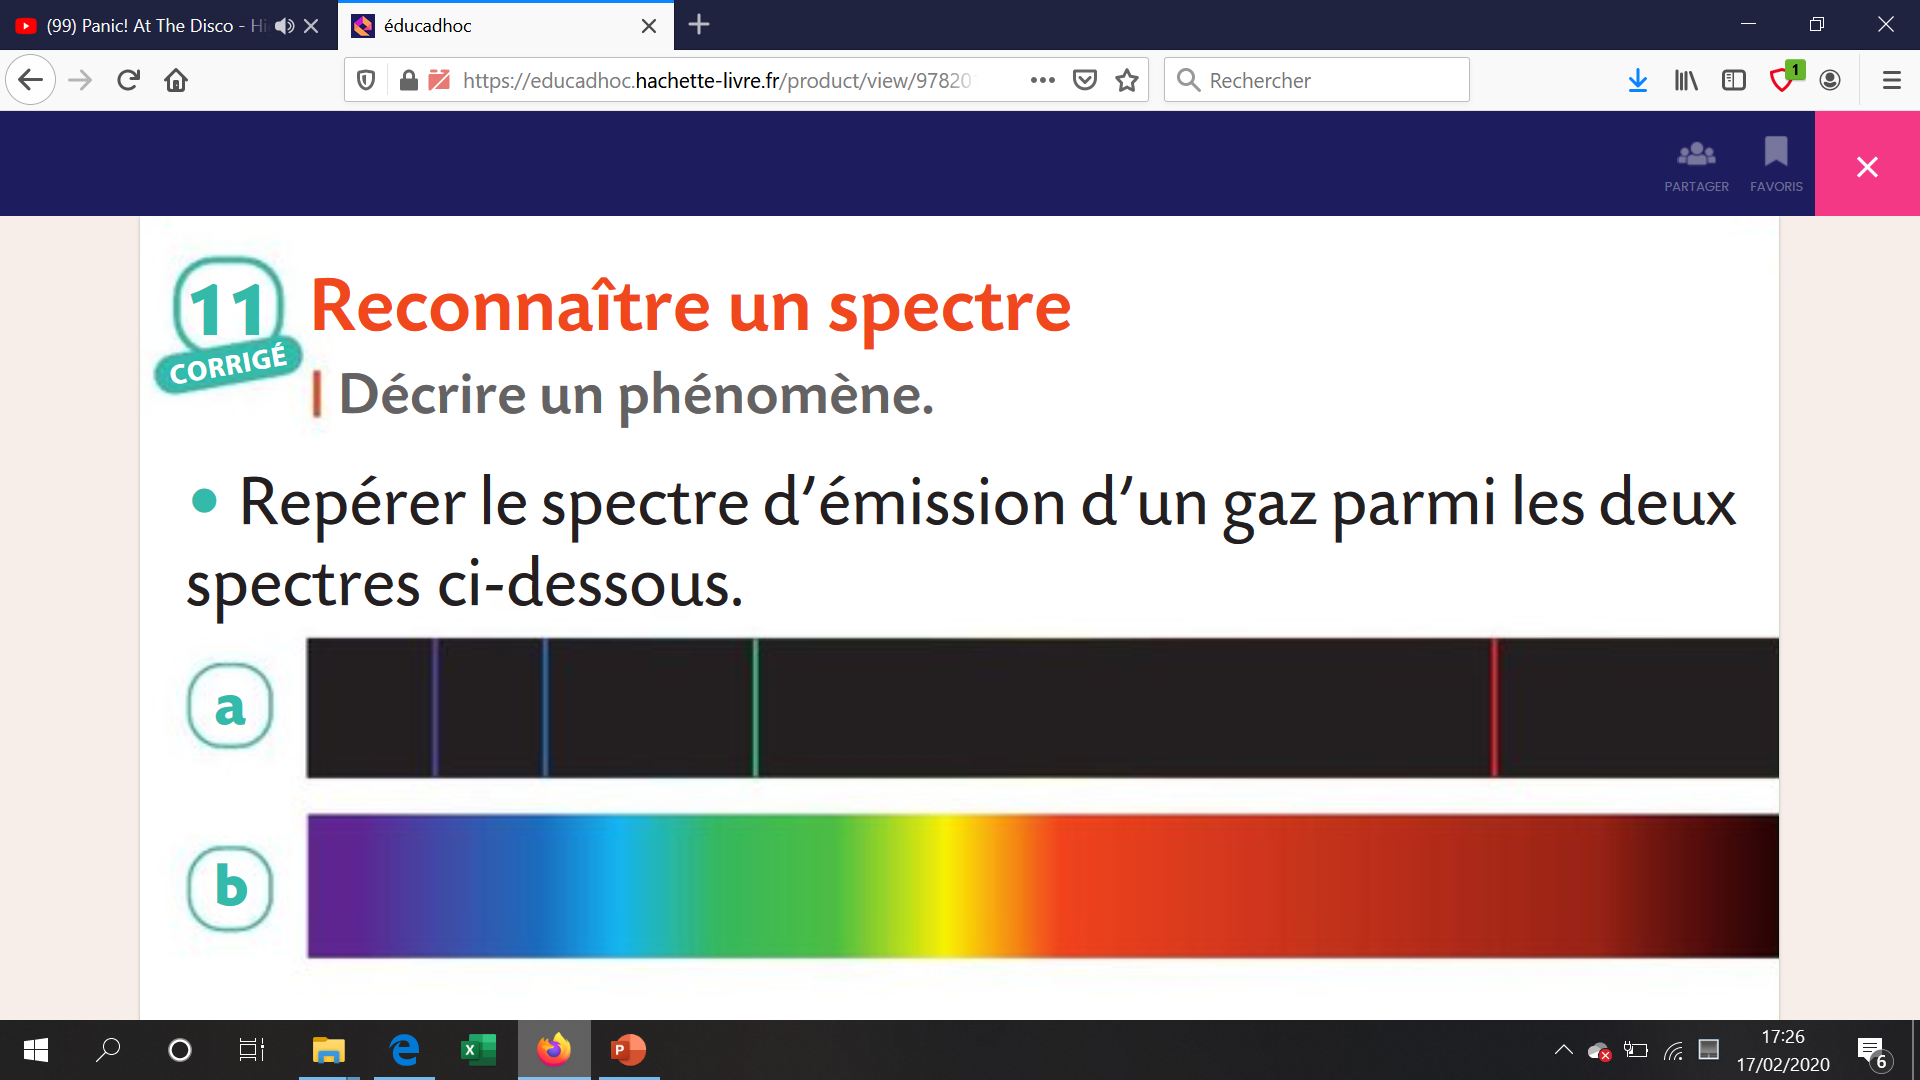 (99) Panic! At The Disco - Hi
éducadhoc
https://educadhoc.hachette-livre.fr/product/view/97820
Rechercher
1
PARTAGER
FAVORIS
11
CORRIGÉ
Reconnaître un spectre
Décrire un phénomène.
• Repérer le spectre d’émission d’un gaz parmi les deux
spectres ci-dessous.
a
b
17:26
17/02/2020
6